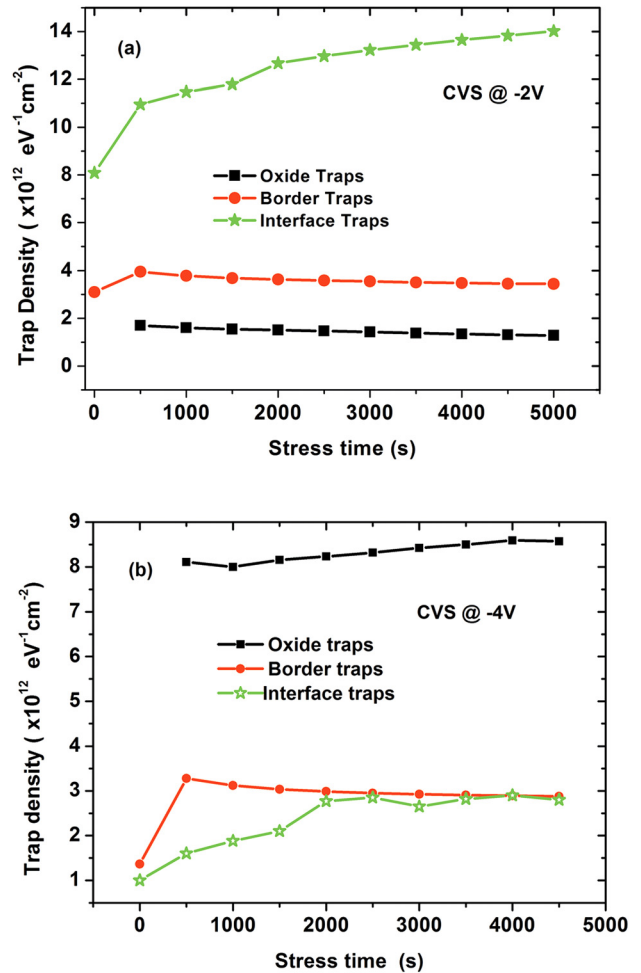 14
(a)
12
CVS @ -2V
10
8
Oxide Traps
Border Traps
6
Interface Traps
4
2
0
0 1000 2000 3000 4000 5000
Stress time (s)
Trap Density ( x10¹² eV⁻¹cm⁻²)
9
(b)
8
CVS @ -4V
7
Oxide traps
6
Border traps
Interface traps
5
4
3
2
1
0 1000 2000 3000 4000 5000
Stress time (s)
Trap density ( x10¹² eV⁻¹cm⁻²)